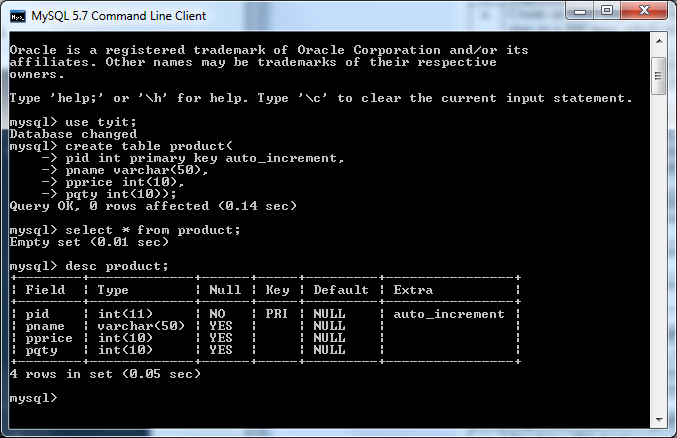 MySQL 5.7 Command Line Client
Oracle is a registered trademark of Oracle Corporation and/or its
affiliates. Other names may be trademarks of their respective
owners.
Type 'help;' or '\h' for help. Type '\c' to clear the current input statement.
mysql> use tyit;
Database changed
mysql> create table product(
    -> pid int primary key auto_increment,
    -> pname varchar(50),
    -> pprice int(10),
    -> pqty int(10));
Query OK, 0 rows affected (0.14 sec)
mysql> select * from product;
Empty set (0.01 sec)
mysql> desc product;
+--------+-------------+------+-----+---------+----------------+
| Field  | Type        | Null | Key | Default | Extra          |
+--------+-------------+------+-----+---------+----------------+
| pid    | int(11)     | NO   | PRI | NULL    | auto_increment |
| pname  | varchar(50) | YES  |     | NULL    |                |
| pprice | int(10)     | YES  |     | NULL    |                |
| pqty   | int(10)     | YES  |     | NULL    |                |
+--------+-------------+------+-----+---------+----------------+
4 rows in set (0.05 sec)
mysql>